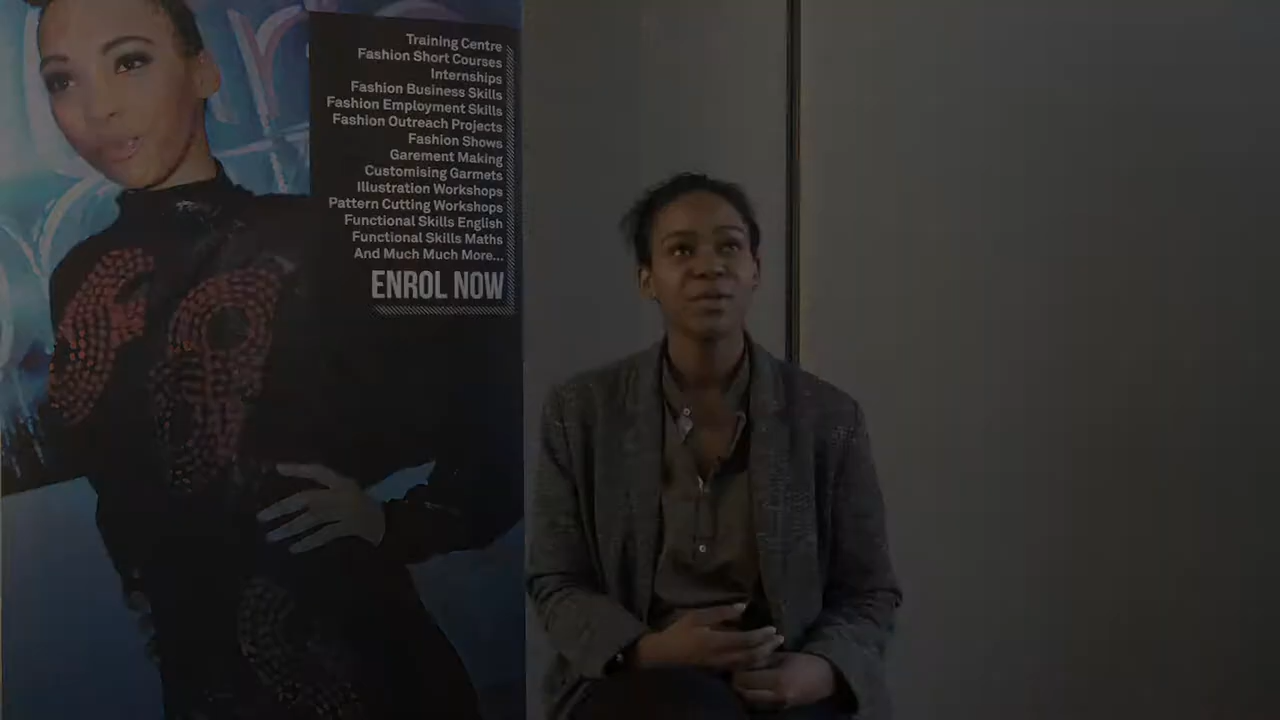 Training Centre
Fashion Short Courses
Internships
Fashion Business Skills
Fashion Employment Skills
Fashion Outreach Projects
Fashion Shows
Garement Making
Customising Garmets
Illustration Workshops
Pattern Cutting Workshops
Functional Skills English
Functional Skills Maths
And Much Much More...
ENROL NOW